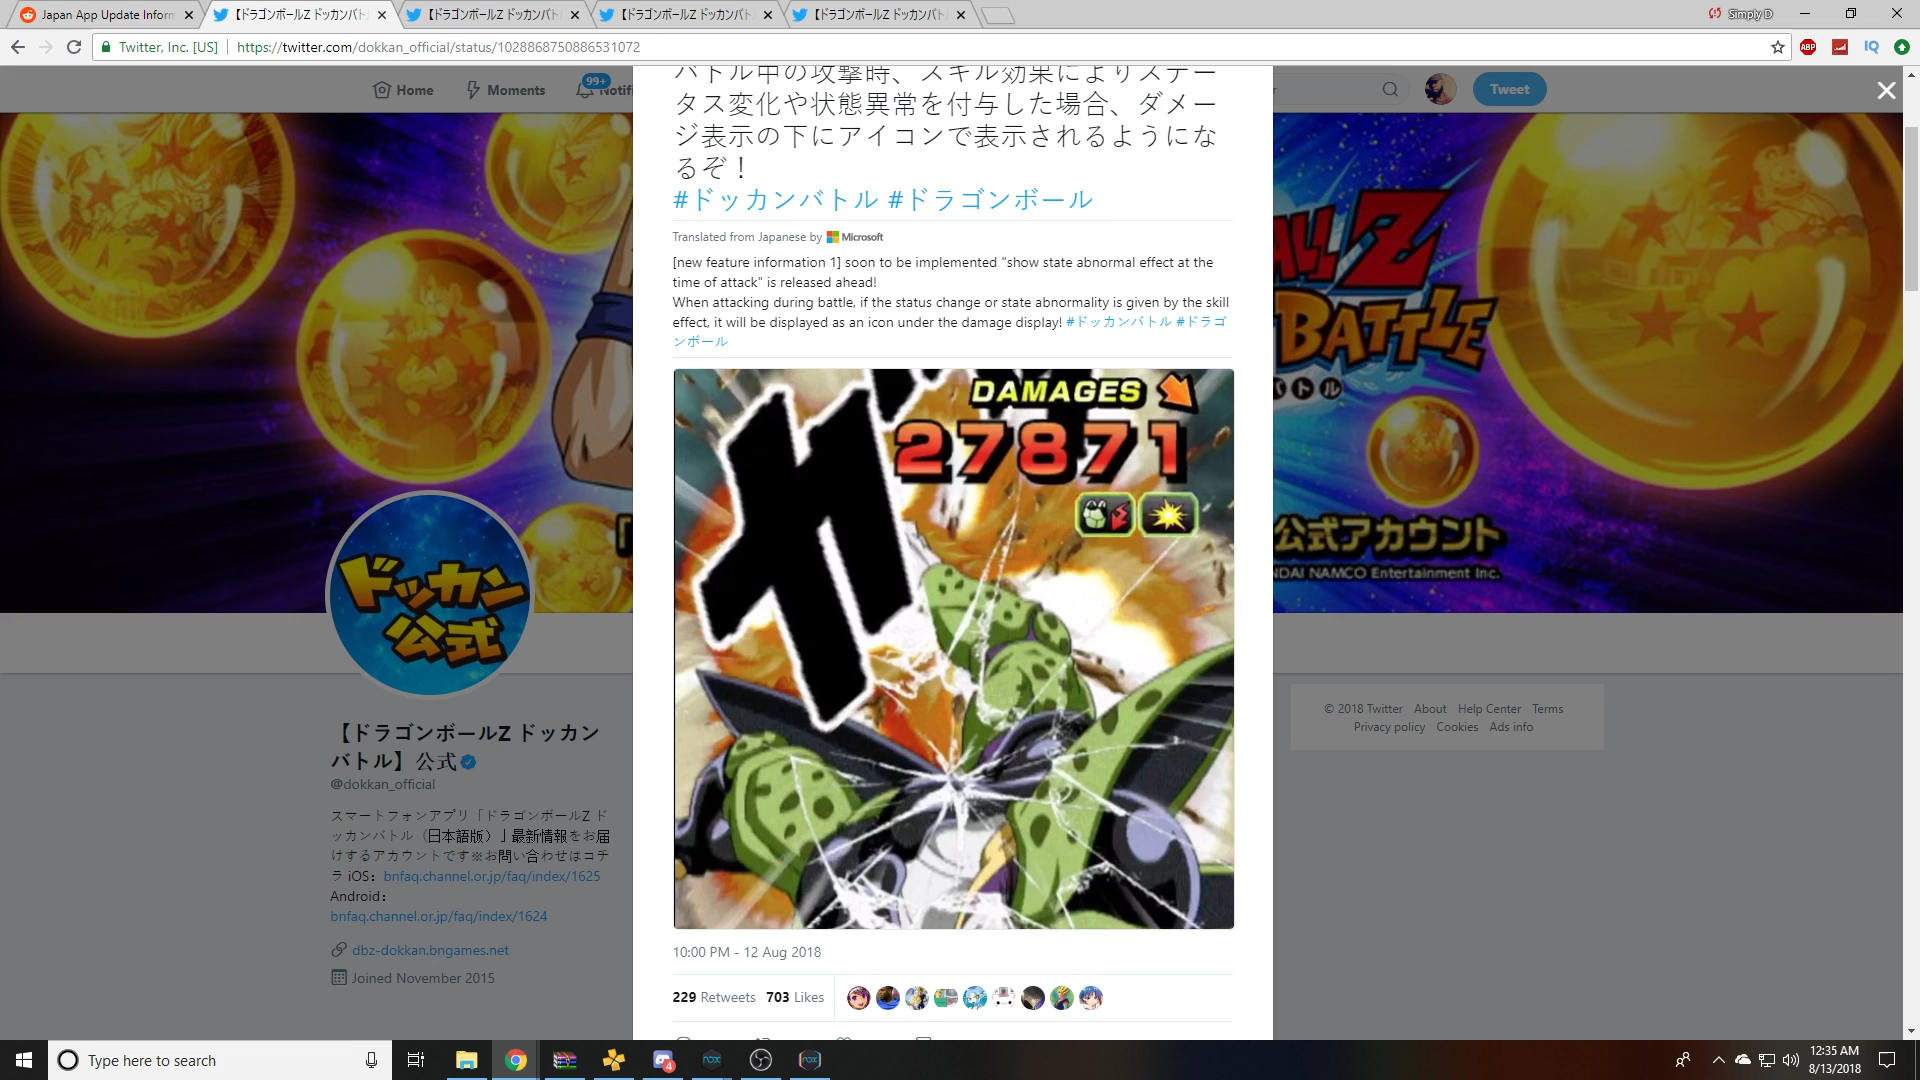 Japan App Update Inform
【ドラゴンボールZ ドッカンバト
【ドラゴンボールZ ドッカンバト
【ドラゴンボールZ ドッカンバト
【ドラゴンボールZ ドッカンバト
Simply D
Twitter, Inc. [US]
https://twitter.com/dokkan_official/status/1028868750886531072
ABP
IQ
Home
Moments
99+
Notifi
Tweet
バトル中の攻撃時、スキル効果によりステー
タス変化や状態異常を付与した場合、ダメー
ジ表示の下にアイコンで表示されるようにな
るぞ！
#ドッカンバトル #ドラゴンボール
Translated from Japanese by Microsoft
[new feature information 1] soon to be implemented "show state abnormal effect at the
time of attack" is released ahead!
When attacking during battle, if the status change or state abnormality is given by the skill
effect, it will be displayed as an icon under the damage display! #ドッカンバトル #ドラゴ
ンボール
DAMAGES
27871
ガ
10:00 PM - 12 Aug 2018
229 Retweets 703 Likes
ドッカン
公式
【ドラゴンボールZ ドッカン
バトル】公式
@dokkan_official
スマートフォンアプリ「ドラゴンボールZ ド
ッカンバトル（日本語版）」最新情報をお届
けするアカウントです※お問い合わせはコチ
ラ iOS： bnfaq.channel.or.jp/faq/index/1625
Android：
bnfaq.channel.or.jp/faq/index/1624
dbz-dokkan.bngames.net
Joined November 2015
ALL Z
BATTLE
バトル
公式アカウント
NDAI NAMCO Entertainment Inc.
© 2018 Twitter About Help Center Terms
Privacy policy Cookies Ads info
Type here to search
4
nox
nox
12:35 AM
8/13/2018